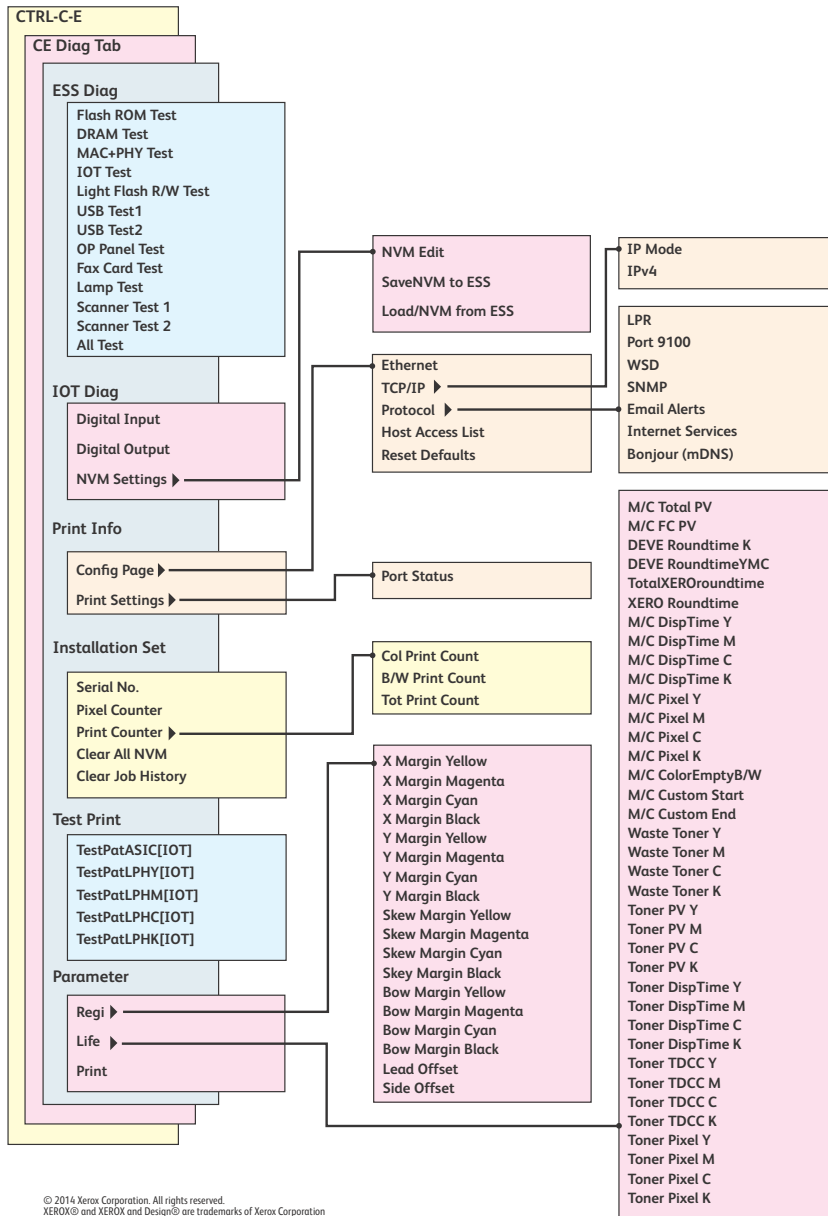 CTRL-C-E
CE Diag Tab
ESS Diag
Flash ROM Test
DRAM Test
MAC+PHY Test
IOT Test
Light Flash R/W Test
USB Test1
USB Test2
OP Panel Test
Fax Card Test
Lamp Test
Scanner Test 1
Scanner Test 2
All Test
IOT Diag
Digital Input
Digital Output
NVM Settings
Print Info
Config Page
Print Settings
Installation Set
Serial No.
Pixel Counter
Print Counter
Clear All NVM
Clear Job History
Test Print
TestPatASIC[IOT]
TestPatLPHY[IOT]
TestPatLPHM[IOT]
TestPatLPHC[IOT]
TestPatLPHK[IOT]
Parameter
Regi
Life
Print
NVM Edit
SaveNVM to ESS
Load/NVM from ESS
Ethernet
TCP/IP
Protocol
Host Access List
Reset Defaults
Port Status
Col Print Count
B/W Print Count
Tot Print Count
X Margin Yellow
X Margin Magenta
X Margin Cyan
X Margin Black
Y Margin Yellow
Y Margin Magenta
Y Margin Cyan
Y Margin Black
Skew Margin Yellow
Skew Margin Magenta
Skew Margin Cyan
Skey Margin Black
Bow Margin Yellow
Bow Margin Magenta
Bow Margin Cyan
Bow Margin Black
Lead Offset
Side Offset
IP Mode
IPv4
LPR
Port 9100
WSD
SNMP
Email Alerts
Internet Services
Bonjour (mDNS)
M/C Total PV
M/C FC PV
DEVE Roundtime K
DEVE RoundtimeYMC
TotalXEROroundtime
XERO Roundtime
M/C DispTime Y
M/C DispTime M
M/C DispTime C
M/C DispTime K
M/C Pixel Y
M/C Pixel M
M/C Pixel C
M/C Pixel K
M/C ColorEmptyB/W
M/C Custom Start
M/C Custom End
Waste Toner Y
Waste Toner M
Waste Toner C
Waste Toner K
Toner PV Y
Toner PV M
Toner PV C
Toner PV K
Toner DispTime Y
Toner DispTime M
Toner DispTime C
Toner DispTime K
Toner TDCC Y
Toner TDCC M
Toner TDCC C
Toner TDCC K
Toner Pixel Y
Toner Pixel M
Toner Pixel C
Toner Pixel K
© 2014 Xerox Corporation. All rights reserved.
XEROX® and XEROX and Design® are trademarks of Xerox Corporation